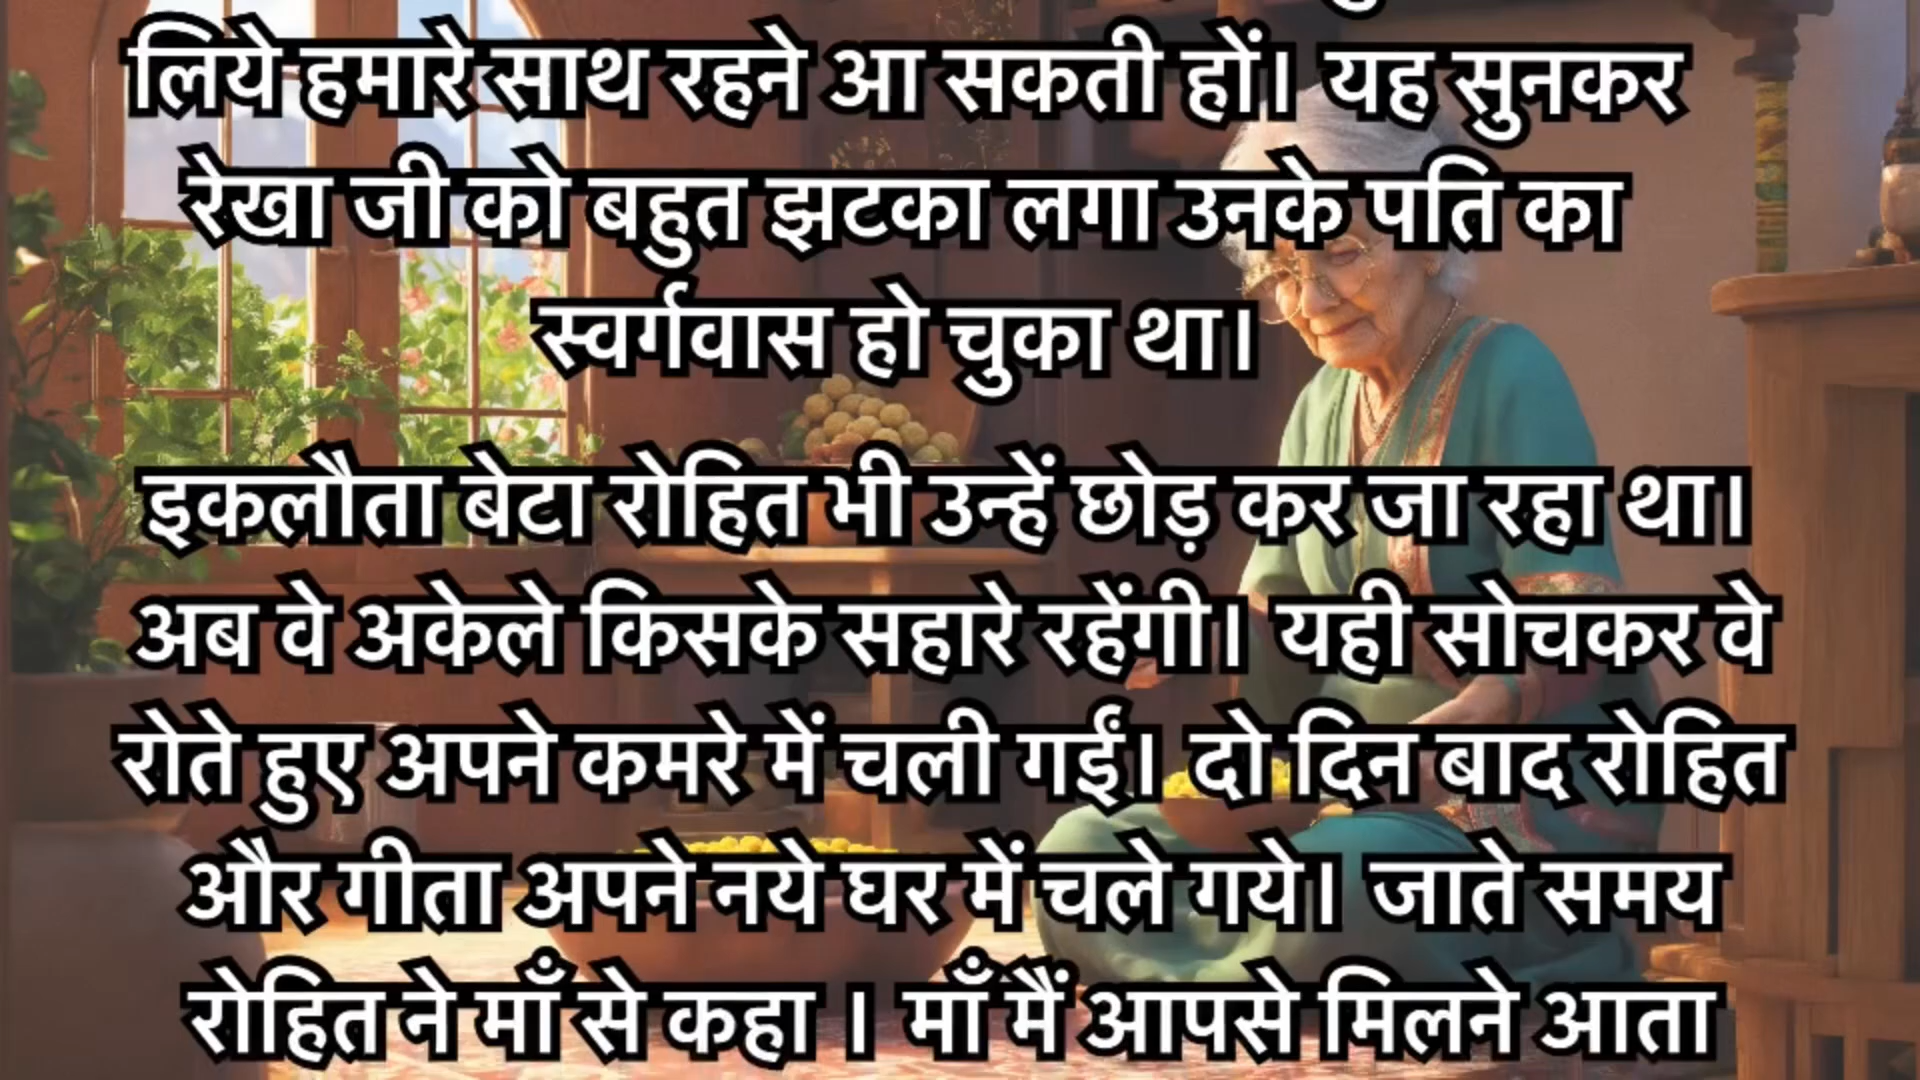 लिये हमारे साथ रहने आ सकती हों। यह सुनकर
रेखा जी को बहुत झटका लगा उनके पति का
स्वर्गवास हो चुका था।
इकलौता बेटा रोहित भी उन्हें छोड़ कर जा रहा था।
अब वे अकेले किसके सहारे रहेंगी। यही सोचकर वे
रोते हुए अपने कमरे में चली गईं। दो दिन बाद रोहित
और गीता अपने नये घर में चले गये। जाते समय
रोहित ने माँ से कहा । माँ मैं आपसे मिलने आता